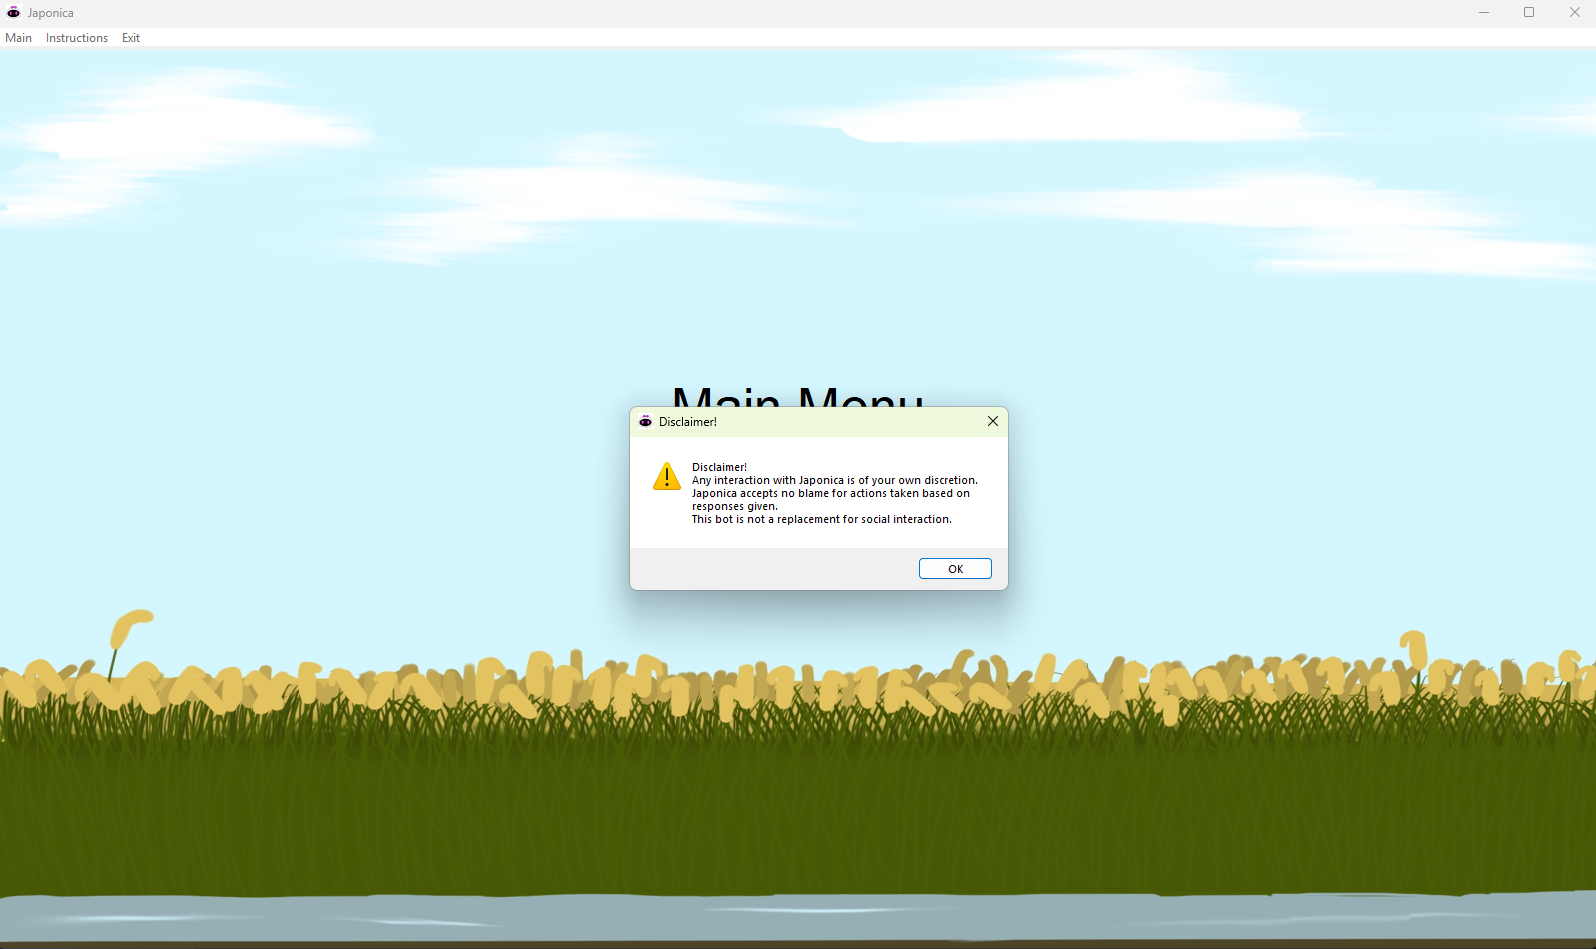 Japonica
Main Instructions Exit
Main Menu
Disclaimer!
Disclaimer!
Any interaction with Japonica is of your own discretion.
Japonica accepts no blame for actions taken based on
responses given.
This bot is not a replacement for social interaction.
OK